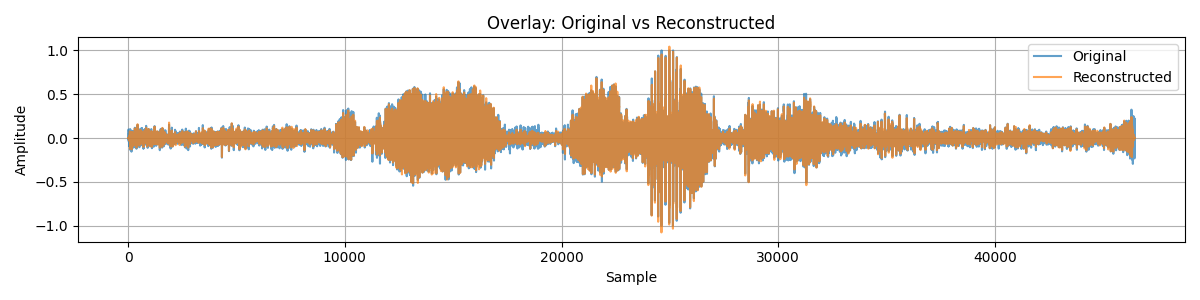 Overlay: Original vs Reconstructed
Amplitude
1.0
0.5
0.0
−0.5
−1.0
Original
Reconstructed
0 10000 20000 30000 40000
Sample